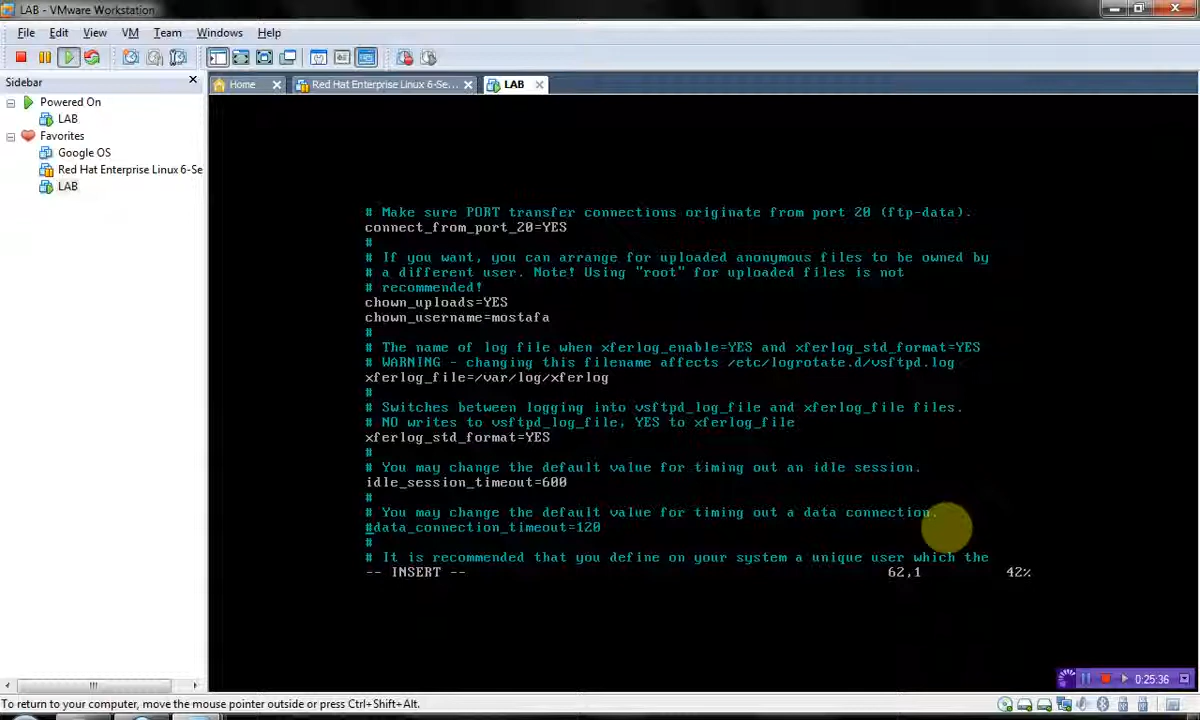 LAB - VMware Workstation
File Edit View VM Team Windows Help
Sidebar
Home
Red Hat Enterprise Linux 6-Se...
LAB
Powered On
LAB
Favorites
Google OS
Red Hat Enterprise Linux 6-Se
LAB
# Make sure PORT transfer connections originate from port 20 (ftp-data).
connect_from_port_20=YES
#
# If you want, you can arrange for uploaded anonymous files to be owned by
# a different user. Note! Using "root" for uploaded files is not
# recommended!
chown_uploads=YES
chown_username=mostafa
#
# The name of log file when xferlog_enable=YES and xferlog_std_format=YES
# WARNING - changing this filename affects /etc/logrotate.d/vsftpd.log
xferlog_file=/var/log/xferlog
#
# Switches between logging into vsftpd_log_file and xferlog_file files.
# NO writes to vsftpd_log_file, YES to xferlog_file
xferlog_std_format=YES
#
# You may change the default value for timing out an idle session.
idle_session_timeout=600
#
# You may change the default value for timing out a data connection.
#data_connection_timeout=120
#
# It is recommended that you define on your system a unique user which the
-- INSERT -- 62,1 42%
0:25:36
To return to your computer, move the mouse pointer outside or press Ctrl+Shift+Alt.